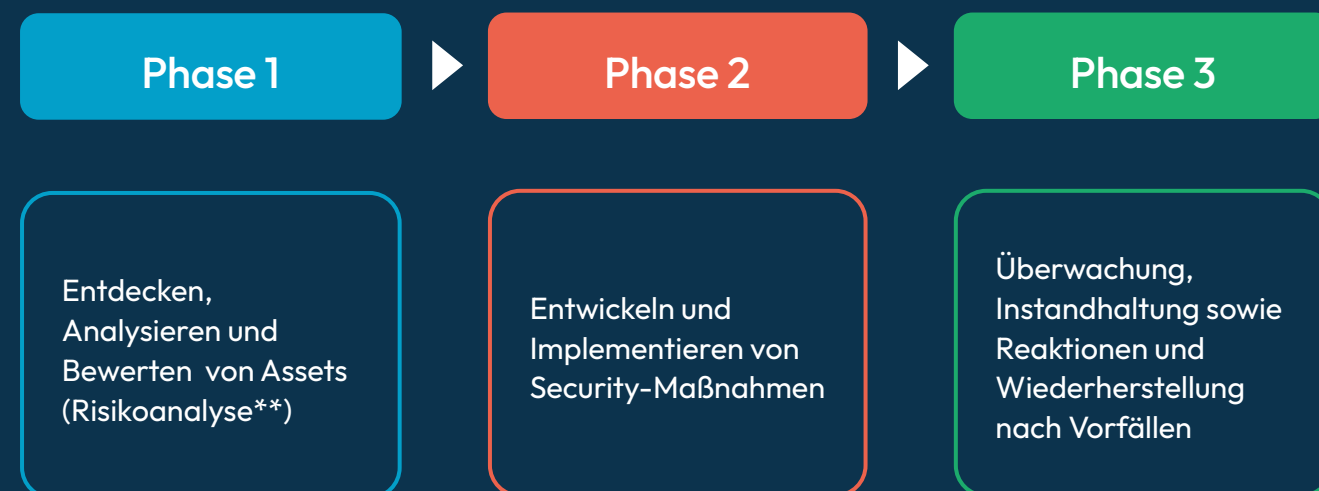 Phase 1
Phase 2
Phase 3
Entdecken,
Analysieren und
Bewerten  von Assets
(Risikoanalyse**)
Entwickeln und
Implementieren von
Security-Maßnahmen
Überwachung,
Instandhaltung sowie
Reaktionen und
Wiederherstellung
nach Vorfällen